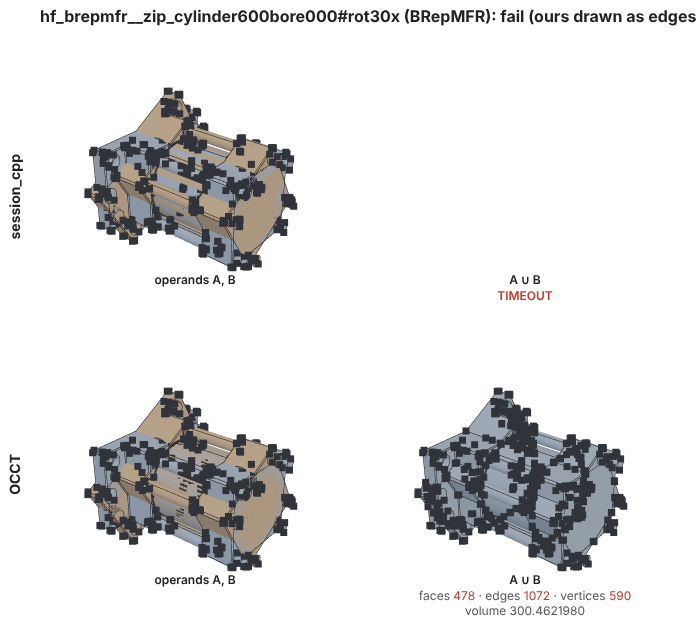 hf_brepmfr__zip_cylinder600bore000#rot30x (BRepMFR): fail (ours drawn as edges
session_cpp
operands A, B
A ∪ B
TIMEOUT
OCCT
operands A, B
A ∪ B
faces 478 · edges 1072 · vertices 590
volume 300.4621980